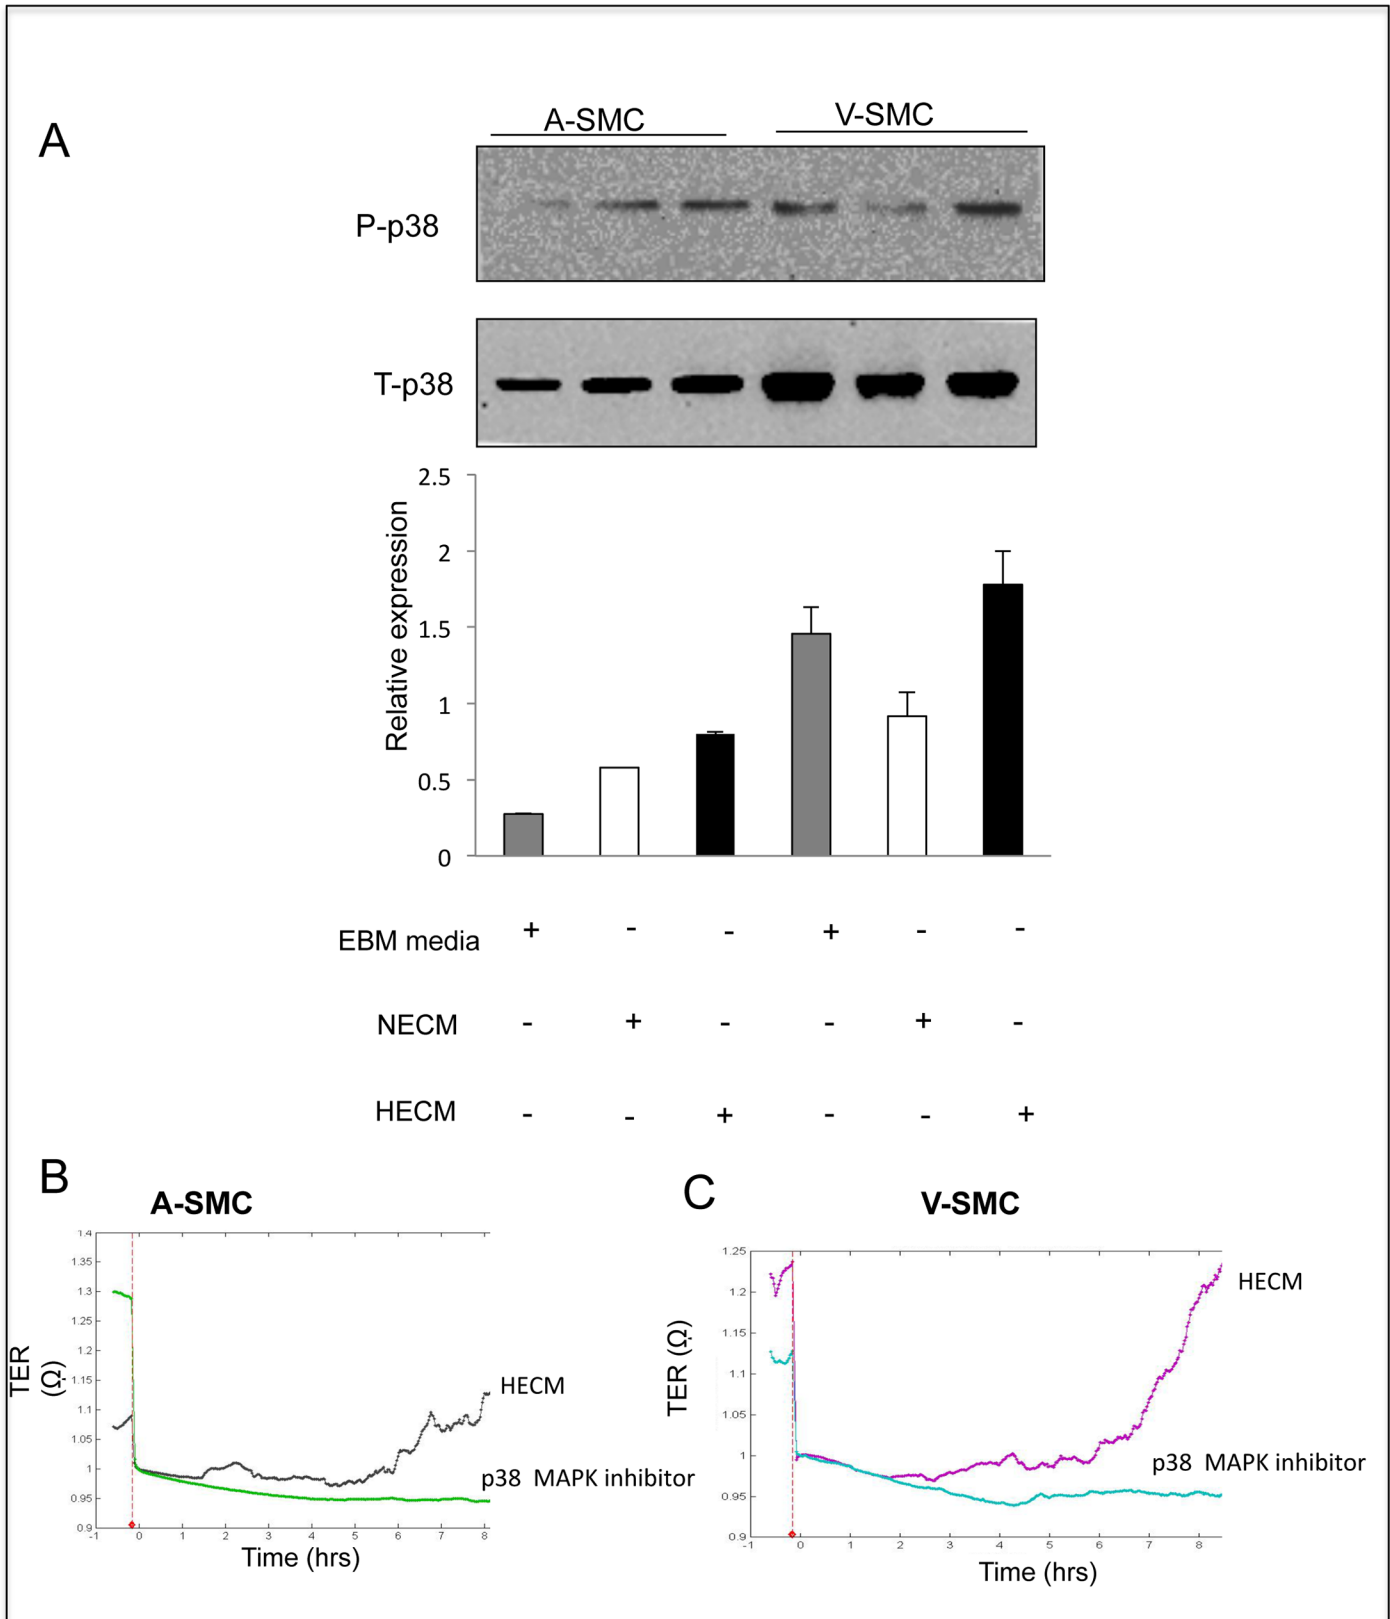 A
A-SMC
V-SMC
P-p38
T-p38
Relative expression
2.5
2
1.5
1
0.5
0
EBM media + - - + - -
NECM - + - - + -
HECM - - + - - +
B
A-SMC
TER
(Ω)
1.4
1.35
1.3
1.25
1.2
1.15
1.1
1.05
1
0.95
0.9
HECM
p38 MAPK inhibitor
-1 0 1 2 3 4 5 6 7 8
Time (hrs)
C
V-SMC
TER (Ω)
1.25
1.2
1.15
1.1
1.05
1
0.95
0.9
HECM
p38 MAPK inhibitor
-1 0 1 2 3 4 5 6 7 8
Time (hrs)